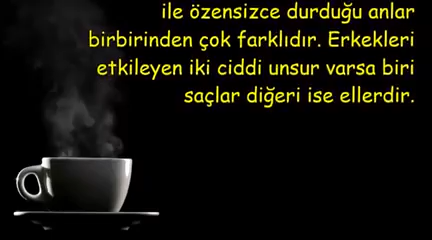 ile özensizce durduğu anlar
birbirinden çok farklıdır. Erkekleri
etkileyen iki ciddi unsur varsa biri
saçlar diğeri ise ellerdir.